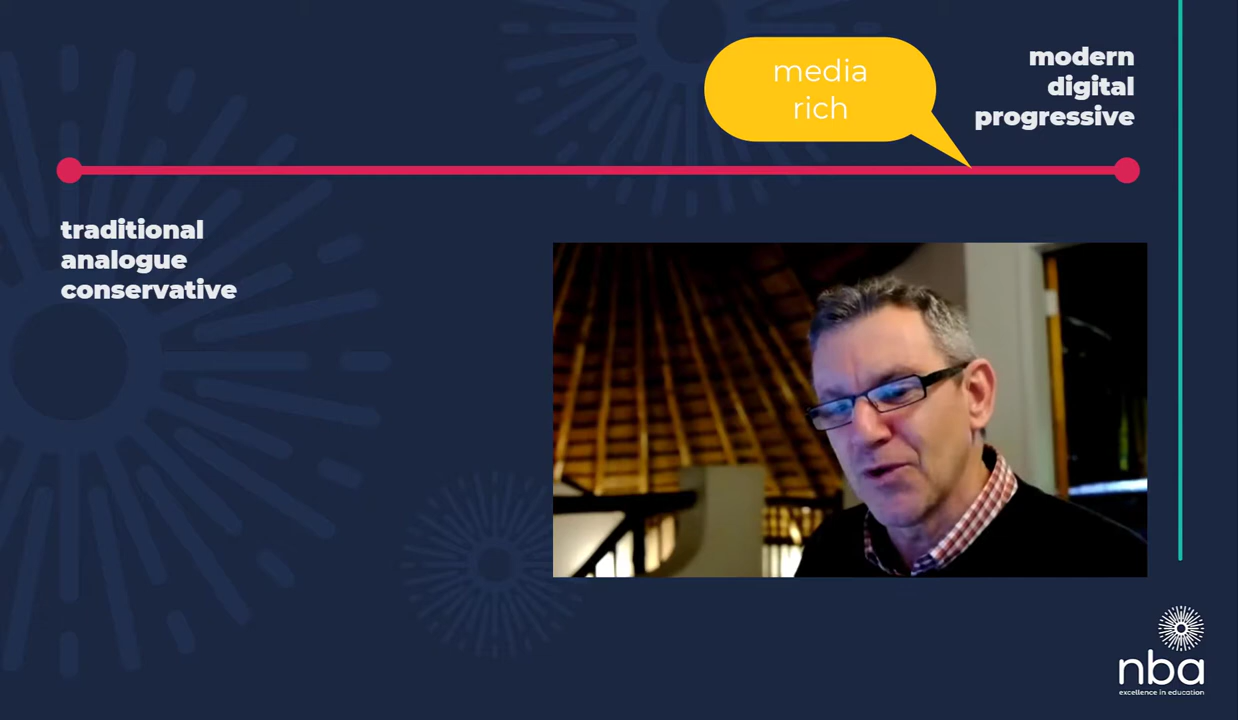 media
rich
modern
digital
progressive
traditional
analogue
conservative
nba
excellence in education